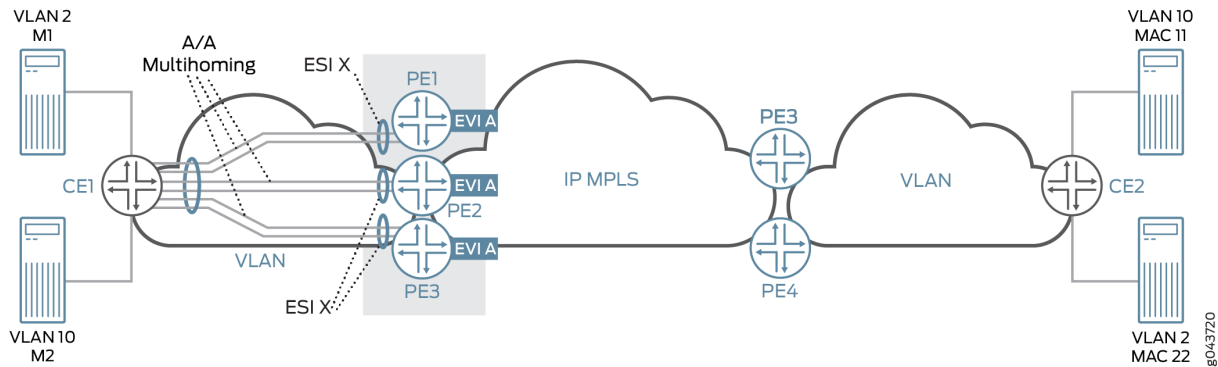 VLAN 2
M1
A/A
Multihoming
ESI X
PE1
EVI A
VLAN 10
MAC 11
PE3
CE1
EVI A
PE2
IP MPLS
VLAN
CE2
VLAN
EVI A
PE3
PE4
ESI X
VLAN 10
M2
VLAN 2
MAC 22
g043720